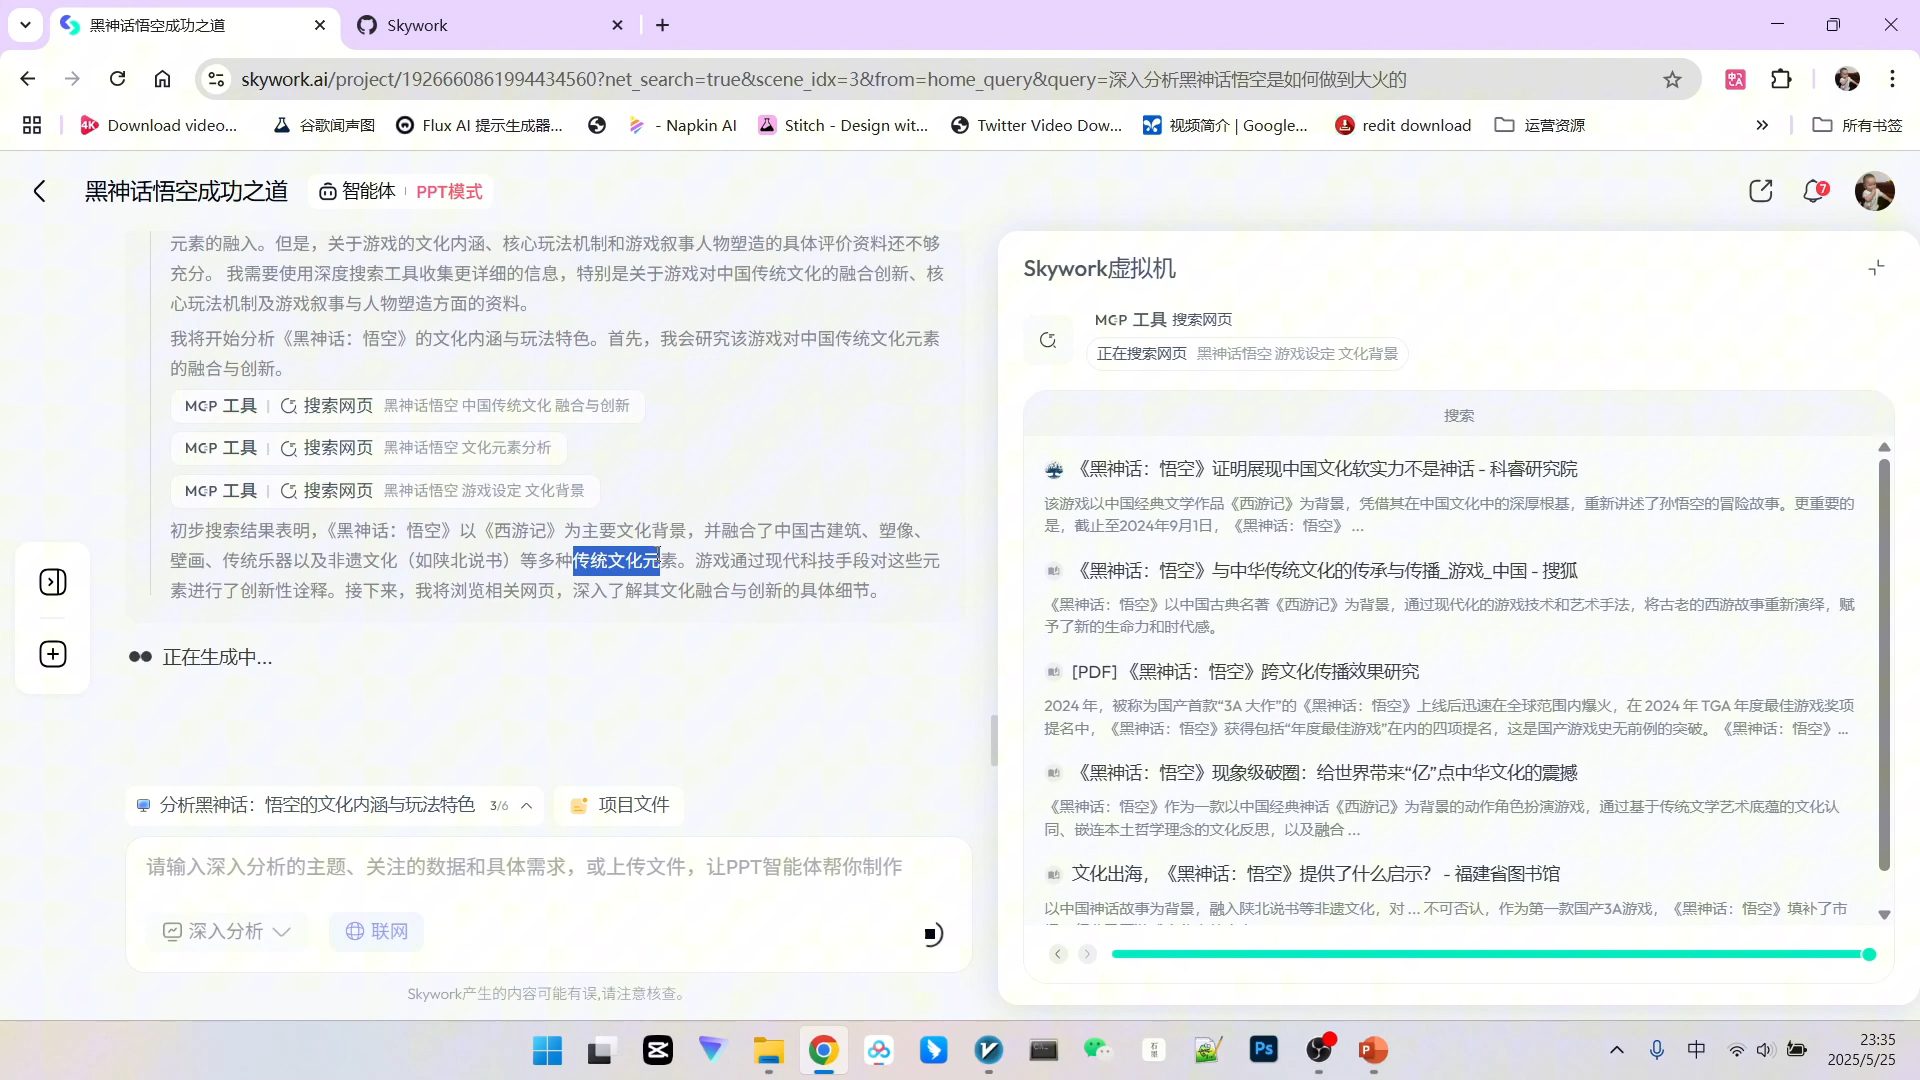 黑神话悟空成功之道
Skywork
skywork.ai/project/1926660861994434560?net_search=true&scene_idx=3&from=home_query&query=深入分析黑神话悟空是如何做到大火的
Download video...
谷歌闻声图
Flux AI 提示生成器...
- Napkin AI
Stitch - Design wit...
Twitter Video Dow...
视频简介 | Google...
redit download
运营资源
所有书签
黑神话悟空成功之道
智能体
PPT模式
7
元素的融入。但是，关于游戏的文化内涵、核心玩法机制和游戏叙事人物塑造的具体评价资料还不够
充分。 我需要使用深度搜索工具收集更详细的信息，特别是关于游戏对中国传统文化的融合创新、核
心玩法机制及游戏叙事与人物塑造方面的资料。
我将开始分析《黑神话：悟空》的文化内涵与玩法特色。首先，我会研究该游戏对中国传统文化元素
的融合与创新。
MCP 工具 | 搜索网页 黑神话悟空 中国传统文化 融合与创新
MCP 工具 | 搜索网页 黑神话悟空 文化元素分析
MCP 工具 | 搜索网页 黑神话悟空 游戏设定 文化背景
初步搜索结果表明，《黑神话：悟空》以《西游记》为主要文化背景，并融合了中国古建筑、塑像、
壁画、传统乐器以及非遗文化（如陕北说书）等多种传统文化元素。游戏通过现代科技手段对这些元
素进行了创新性诠释。接下来，我将浏览相关网页，深入了解其文化融合与创新的具体细节。
正在生成中...
分析黑神话：悟空的文化内涵与玩法特色 3/6
项目文件
请输入深入分析的主题、关注的数据和具体需求，或上传文件，让PPT智能体帮你制作
深入分析
联网
Skywork产生的内容可能有误,请注意核查。
Skywork虚拟机
MCP 工具 搜索网页
正在搜索网页 黑神话悟空 游戏设定 文化背景
搜索
《黑神话：悟空》证明展现中国文化软实力不是神话 - 科睿研究院
该游戏以中国经典文学作品《西游记》为背景，凭借其在中国文化中的深厚根基，重新讲述了孙悟空的冒险故事。更重要的
是，截止至2024年9月1日，《黑神话：悟空》 ...
《黑神话：悟空》与中华传统文化的传承与传播_游戏_中国 - 搜狐
《黑神话：悟空》以中国古典名著《西游记》为背景，通过现代化的游戏技术和艺术手法，将古老的西游故事重新演绎，赋
予了新的生命力和时代感。
[PDF] 《黑神话：悟空》跨文化传播效果研究
2024 年，被称为国产首款“3A 大作”的《黑神话：悟空》上线后迅速在全球范围内爆火，在 2024 年 TGA 年度最佳游戏奖项
提名中，《黑神话：悟空》获得包括“年度最佳游戏”在内的四项提名，这是国产游戏史无前例的突破。《黑神话：悟空》...
《黑神话：悟空》现象级破圈：给世界带来“亿”点中华文化的震撼
《黑神话：悟空》作为一款以中国经典神话《西游记》为背景的动作角色扮演游戏，通过基于传统文学艺术底蕴的文化认
同、嵌连本土哲学理念的文化反思，以及融合 ...
文化出海，《黑神话：悟空》提供了什么启示？ - 福建省图书馆
以中国神话故事为背景，融入陕北说书等非遗文化，对 ... 不可否认，作为第一款国产3A游戏，《黑神话：悟空》填补了市
中
23:35
2025/5/25